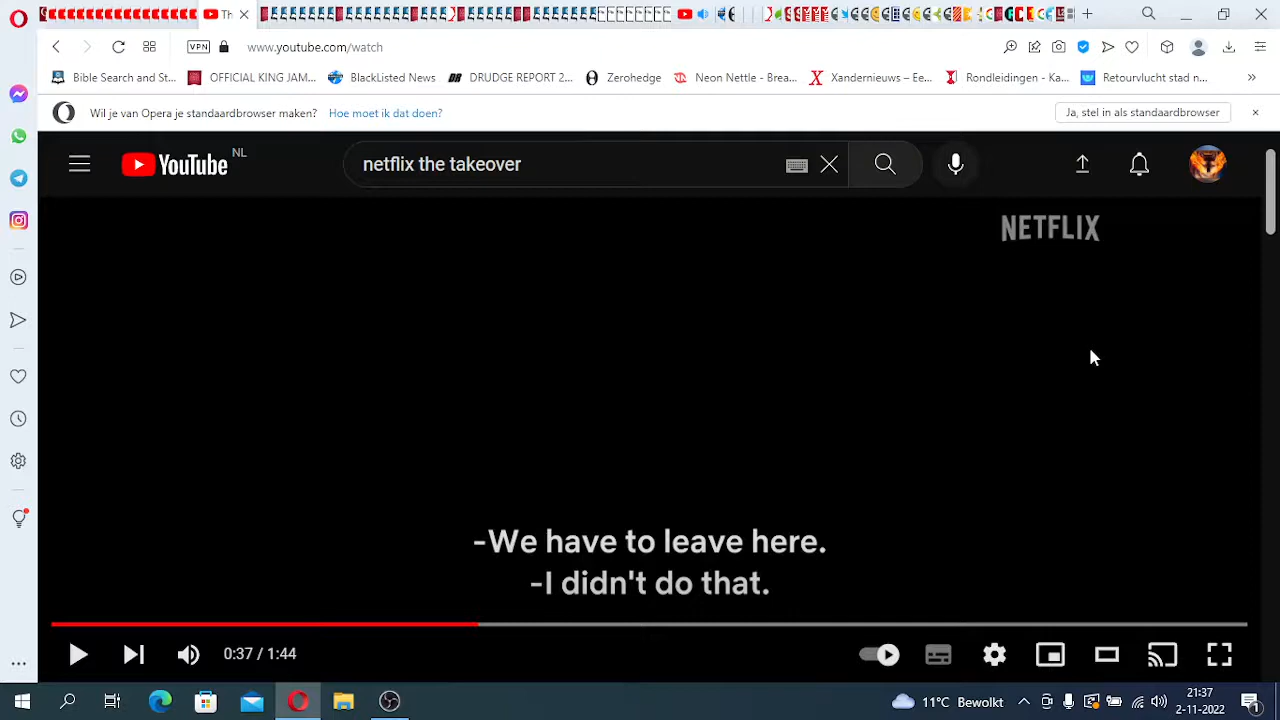 Th
VPN
www.youtube.com/watch
Bible Search and St...
OFFICIAL KING JAM...
BlackListed News
DRUDGE REPORT 2...
Zerohedge
Neon Nettle - Brea...
Xandernieuws – Ee...
Rondleidingen - Ka...
Retourvlucht stad n...
Wil je van Opera je standaardbrowser maken?
Hoe moet ik dat doen?
Ja, stel in als standaardbrowser
YouTube NL
netflix the takeover
NETFLIX
-We have to leave here.
-I didn't do that.
0:37 / 1:44
11°C Bewolkt
21:37
2-11-2022